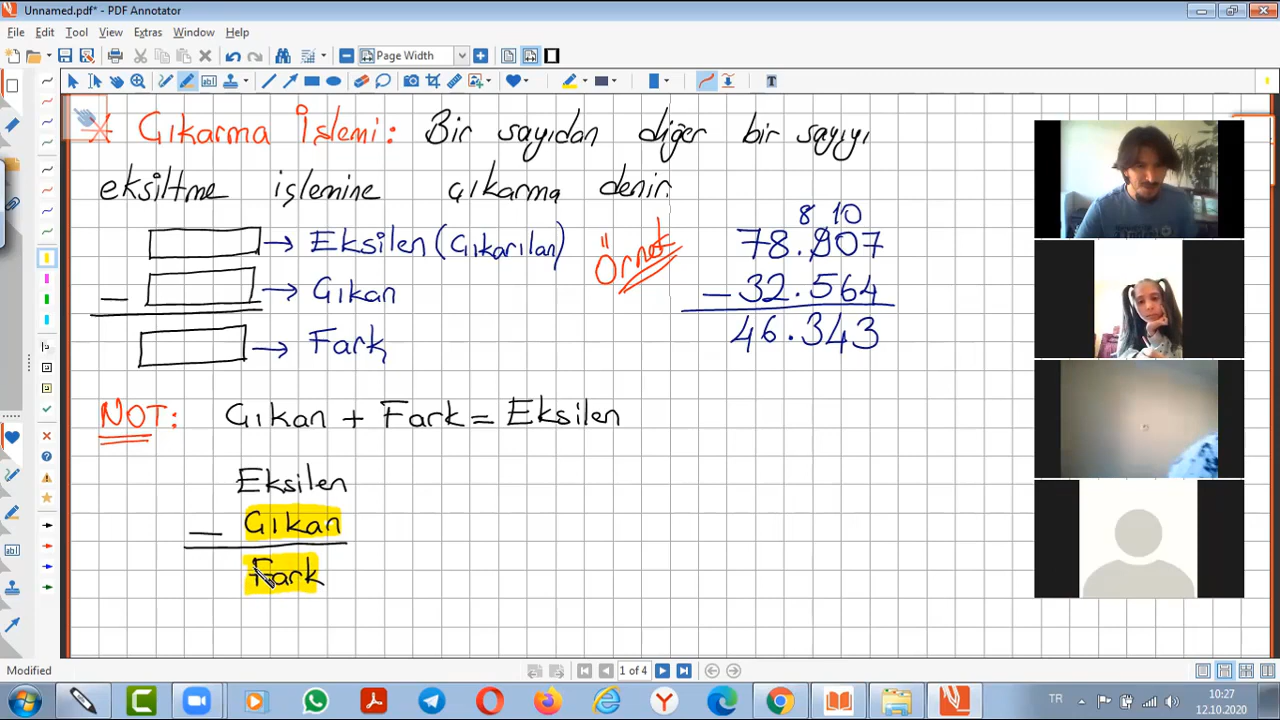 Unnamed.pdf* - PDF Annotator
File Edit Tool View Extras Window Help
Page Width
Çıkarma İşlemi: Bir sayıdan diğer bir sayıyı
eksiltme işlemine çıkarma denir.
→ Eksilen (Çıkarılan)
— → Çıkan
→ Fark
Örnek
8 10
78.907
— 32.564
46.343
NOT: Çıkan + Fark = Eksilen
Eksilen
— Çıkan
Fark
Modified
1 of 4
TR
10:27
12.10.2020